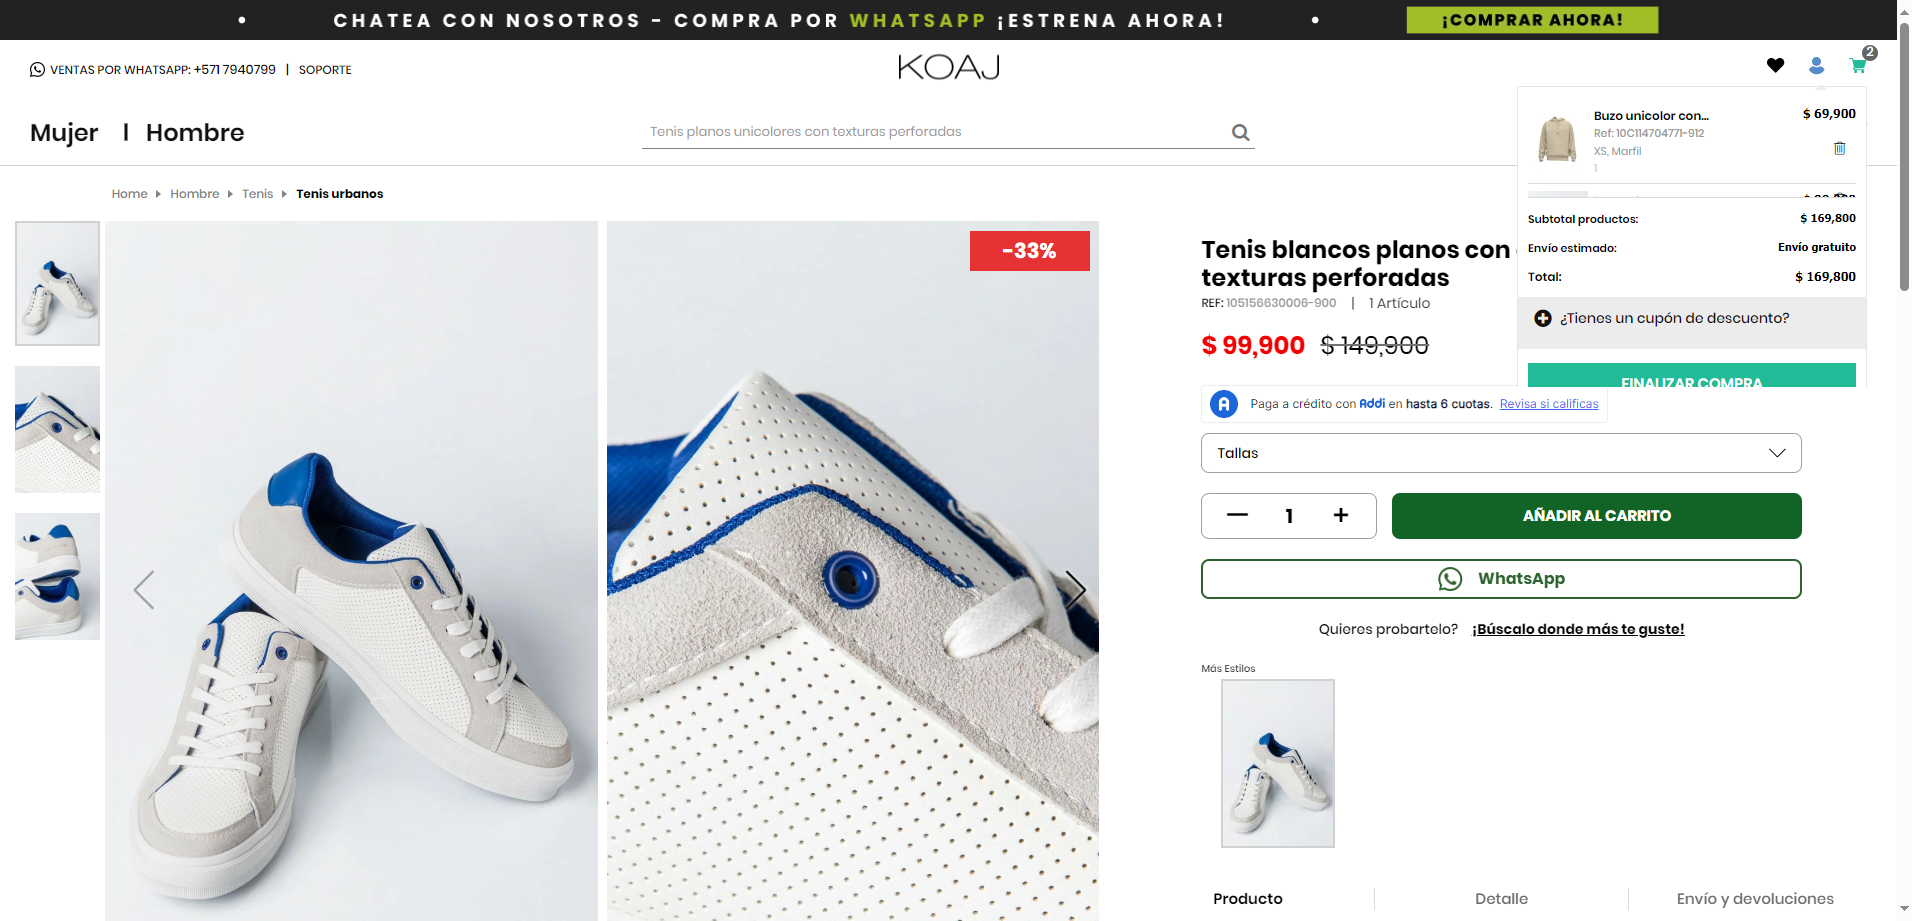 CHATEA CON NOSOTROS - COMPRA POR WHATSAPP ¡ESTRENA AHORA!
¡COMPRAR AHORA!
VENTAS POR WHATSAPP: +571 7940799 | SOPORTE
KOAJ
2
Mujer | Hombre
Tenis planos unicolores con texturas perforadas
Home Hombre Tenis Tenis urbanos
Buzo unicolor con...
$ 69,900
Ref: 10C114704771-912
XS, Marfil
1
Subtotal productos:
$ 169,800
Envío estimado:
Envío gratuito
Total:
$ 169,800
¿Tienes un cupón de descuento?
FINALIZAR COMPRA
-33%
Tenis blancos planos con
texturas perforadas
REF: 105156630006-900 | 1 Artículo
$ 99,900 $ 149,900
Paga a crédito con Addi en hasta 6 cuotas. Revisa si calificas
Tallas
1
AÑADIR AL CARRITO
WhatsApp
Quieres probartelo? ¡Búscalo donde más te guste!
Más Estilos
Producto
Detalle
Envío y devoluciones